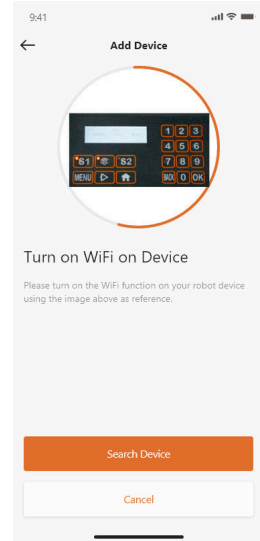 9:41
Add Device
1 2 3
4 5 6
S1 S2 7 8 9
MENU BACK 0 OK
Turn on WiFi on Device
Please turn on the WiFi function on your robot device
using the image above as reference.
Search Device
Cancel